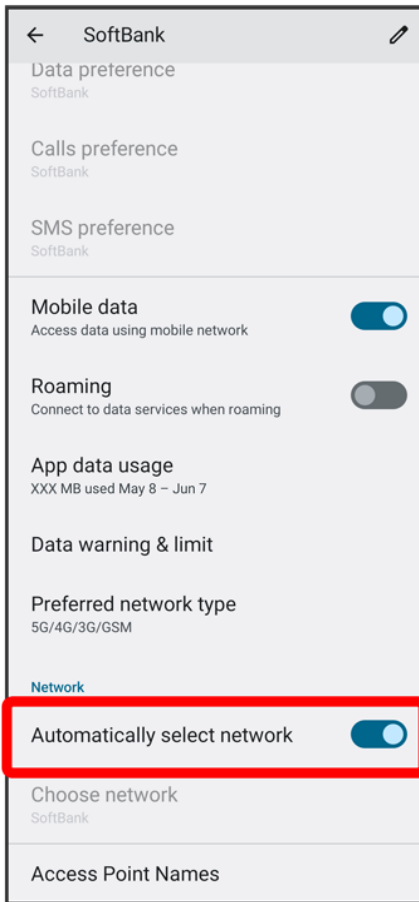 SoftBank
Data preference
SoftBank
Calls preference
SoftBank
SMS preference
SoftBank
Mobile data
Access data using mobile network
Roaming
Connect to data services when roaming
App data usage
XXX MB used May 8 – Jun 7
Data warning & limit
Preferred network type
5G/4G/3G/GSM
Network
Automatically select network
Choose network
SoftBank
Access Point Names